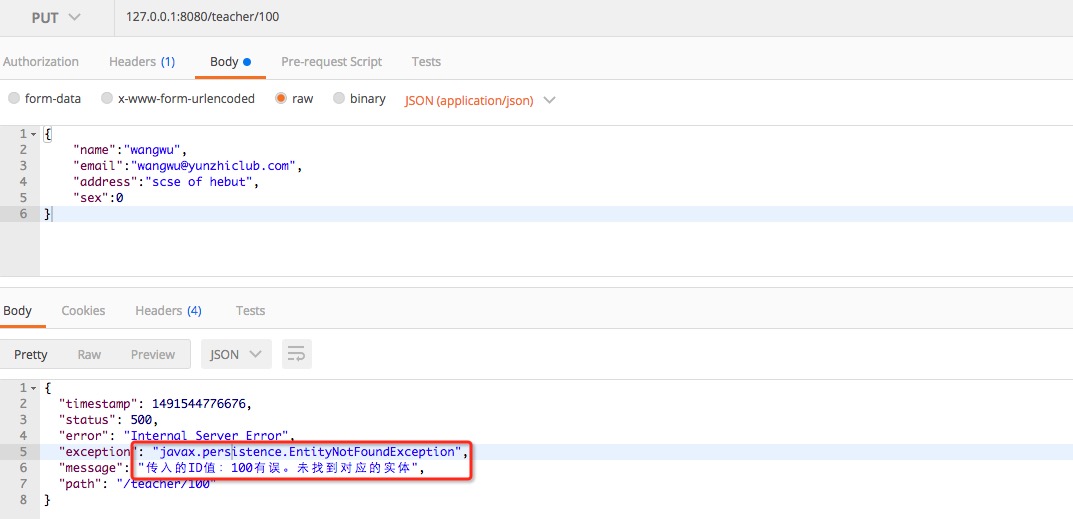 PUT 127.0.0.1:8080/teacher/100
Authorization Headers (1) Body Pre-request Script Tests
form-data x-www-form-urlencoded raw binary JSON (application/json)
1 {
2 "name":"wangwu",
3 "email":"wangwu@yunzhiclub.com",
4 "address":"scse of hebut",
5 "sex":0
6 }
Body Cookies Headers (4) Tests
Pretty Raw Preview JSON
1 {
2 "timestamp": 1491544776676,
3 "status": 500,
4 "error": "Internal Server Error",
5 "exception": "javax.persistence.EntityNotFoundException",
6 "message": "传入的ID值：100有误。未找到对应的实体",
7 "path": "/teacher/100"
8 }